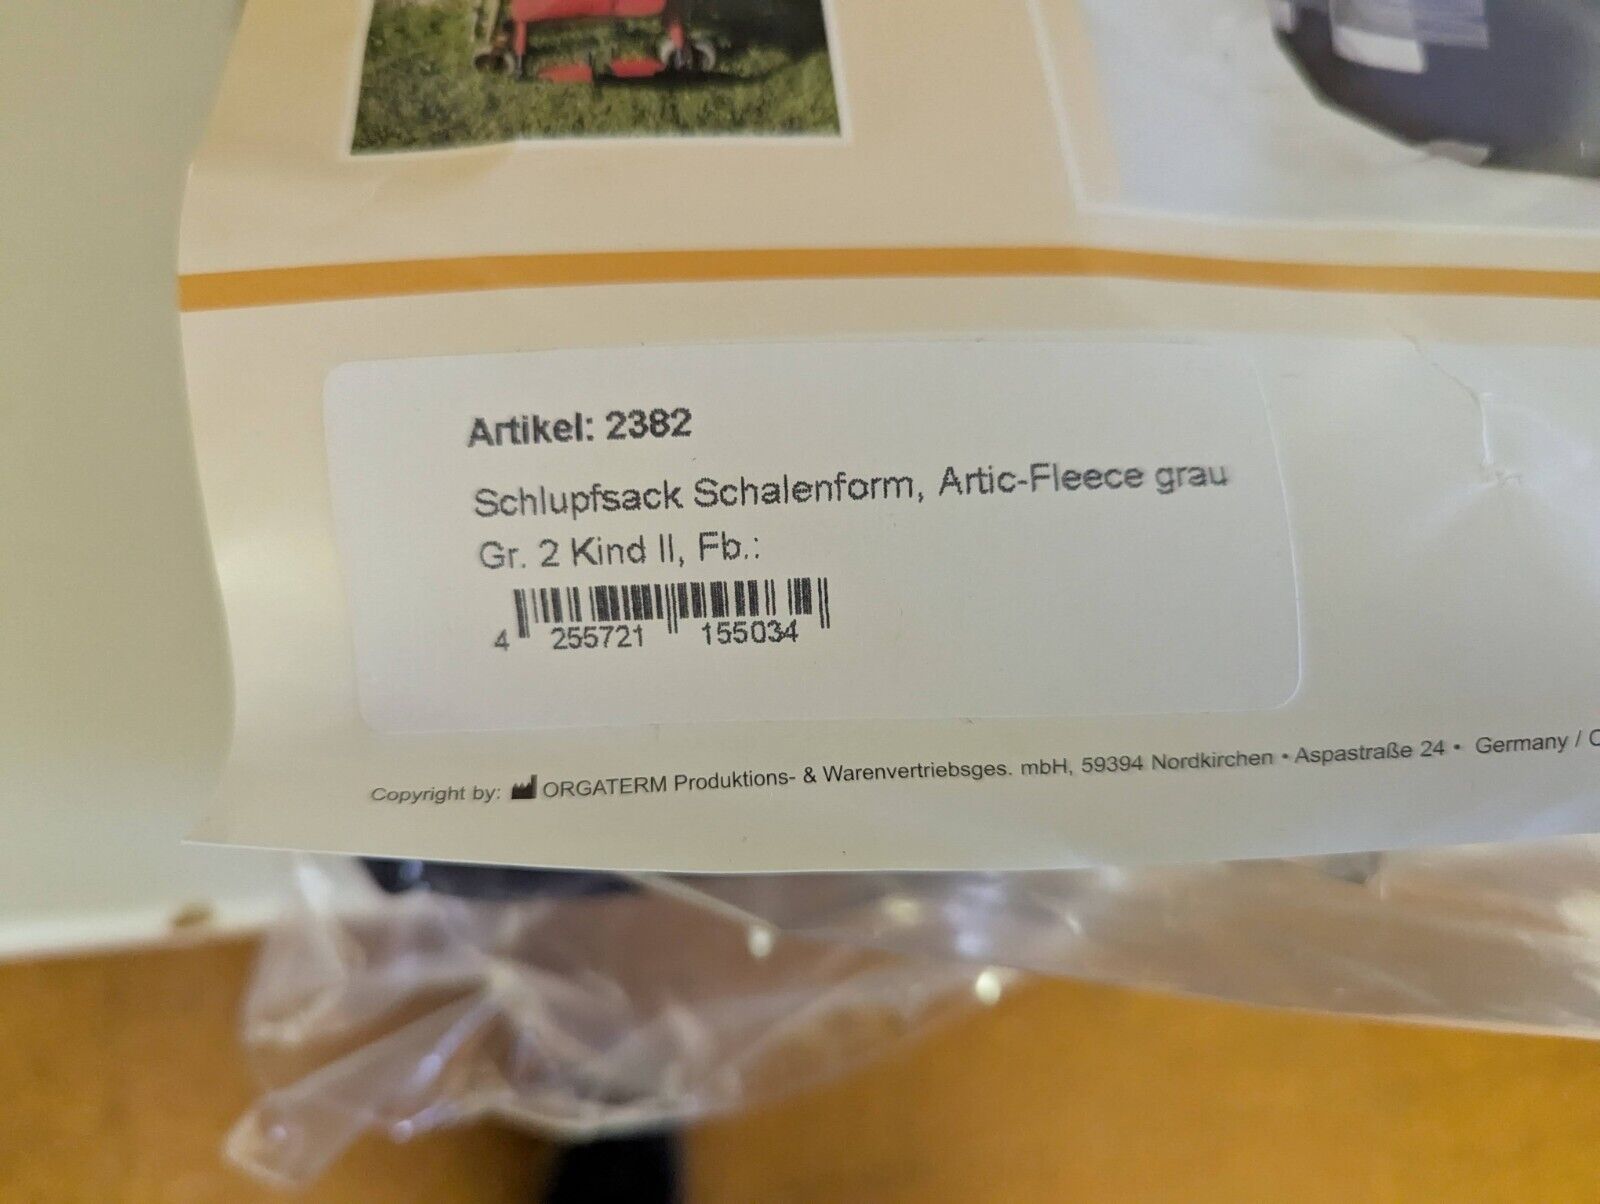 Artikel: 2382
Schlupfsack Schalenform, Artic-Fleece grau
Gr. 2 Kind II, Fb.:
4 255721 155034
Copyright by: ORGATERM Produktions- & Warenvertriebsges. mbH, 59394 Nordkirchen • Aspastraße 24 • Germany /